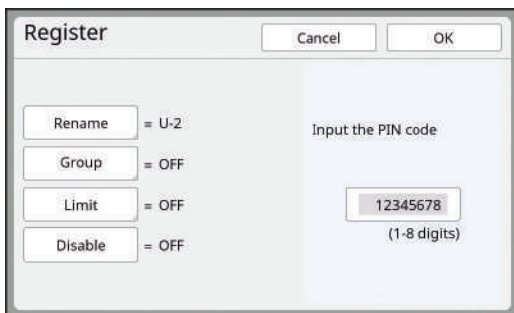 Register
Cancel
OK
Rename = U-2
Group = OFF
Limit = OFF
Disable = OFF
Input the PIN code
12345678
(1-8 digits)